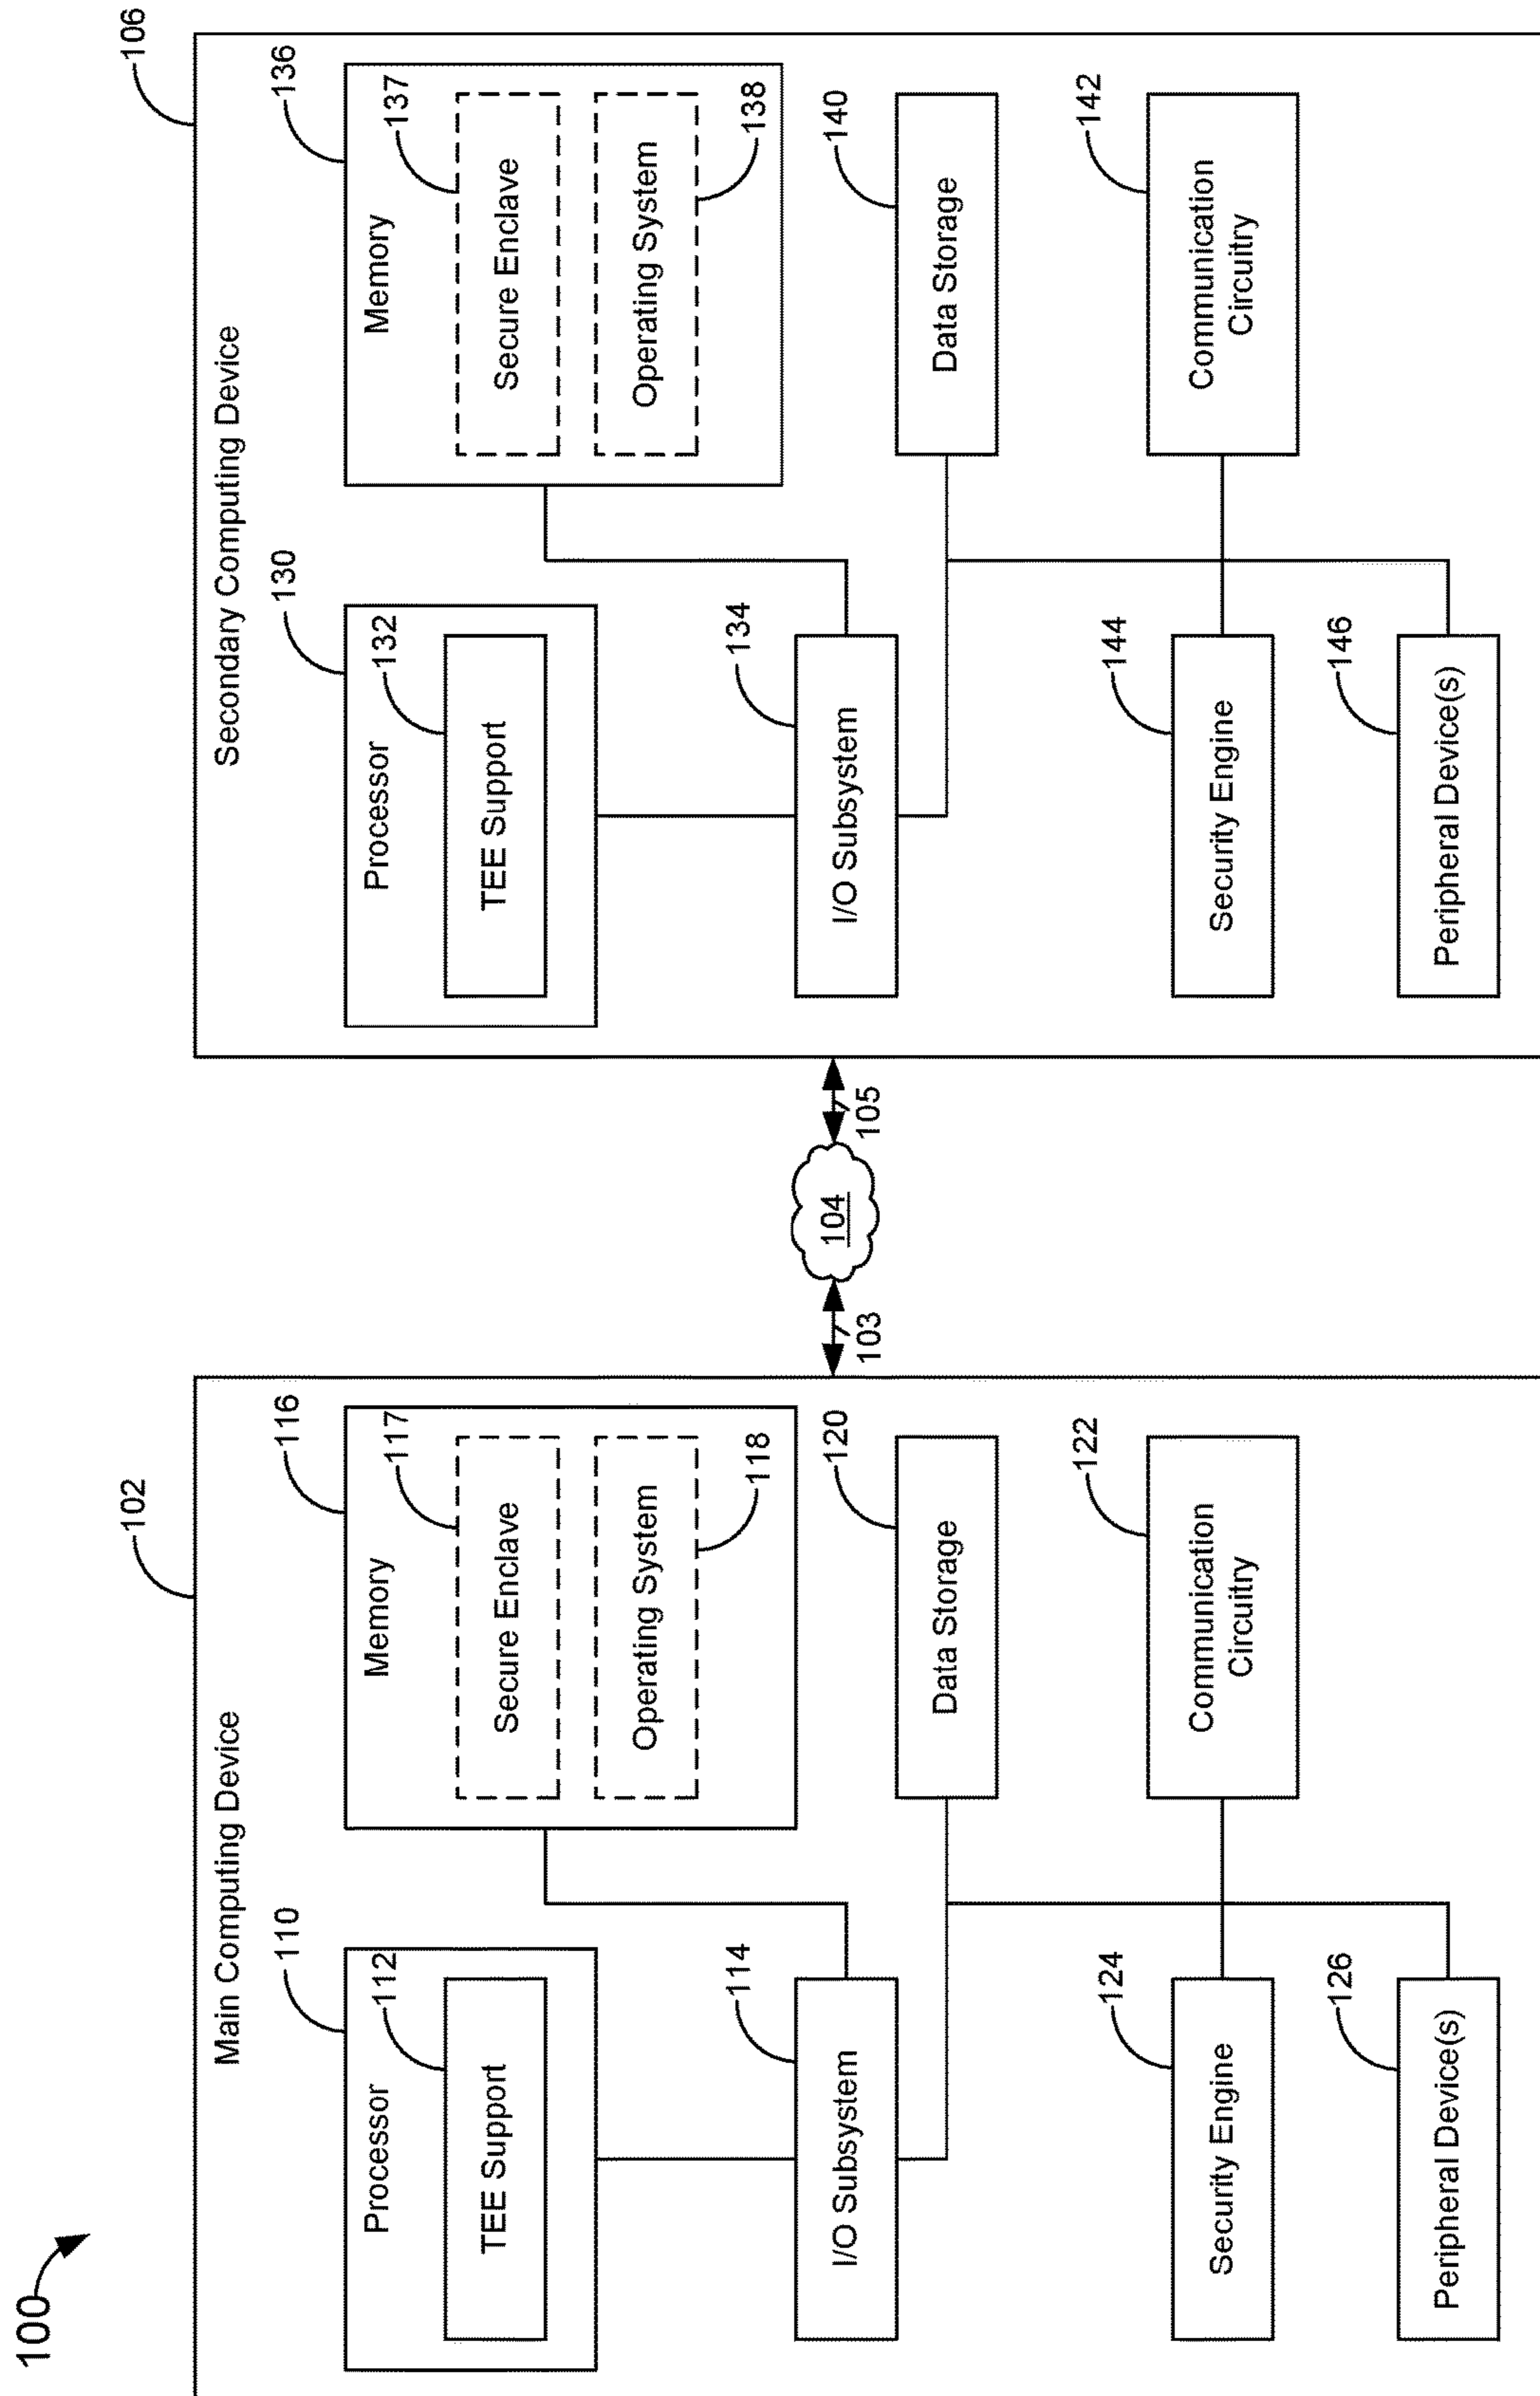 100
102
Main Computing Device
110
Processor
112
TEE Support
116
Memory
117
Secure Enclave
Operating System
118
114
I/O Subsystem
120
Data Storage
124
Security Engine
122
Communication
Circuitry
126
Peripheral Device(s)
103
104
105
106
Secondary Computing Device
130
Processor
132
TEE Support
136
Memory
137
Secure Enclave
Operating System
138
134
I/O Subsystem
140
Data Storage
144
Security Engine
142
Communication
Circuitry
146
Peripheral Device(s)